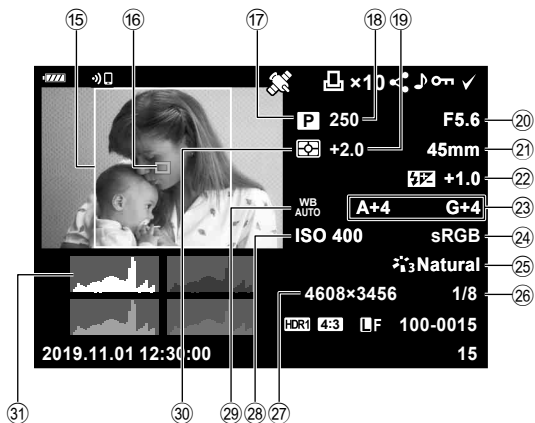 ⑮ ⑯ ⑰ ⑱ ⑲
×10
P 250 F5.6 ⑳
+2.0 45mm ㉑
+1.0 ㉒
WB AUTO A+4 G+4 ㉓
ISO 400 sRGB ㉔
3 Natural ㉕
4608×3456 1/8 ㉖
HDR1 4:3 LF 100-0015
2019.11.01 12:30:00 15
㉛ ㉚ ㉙ ㉘ ㉗